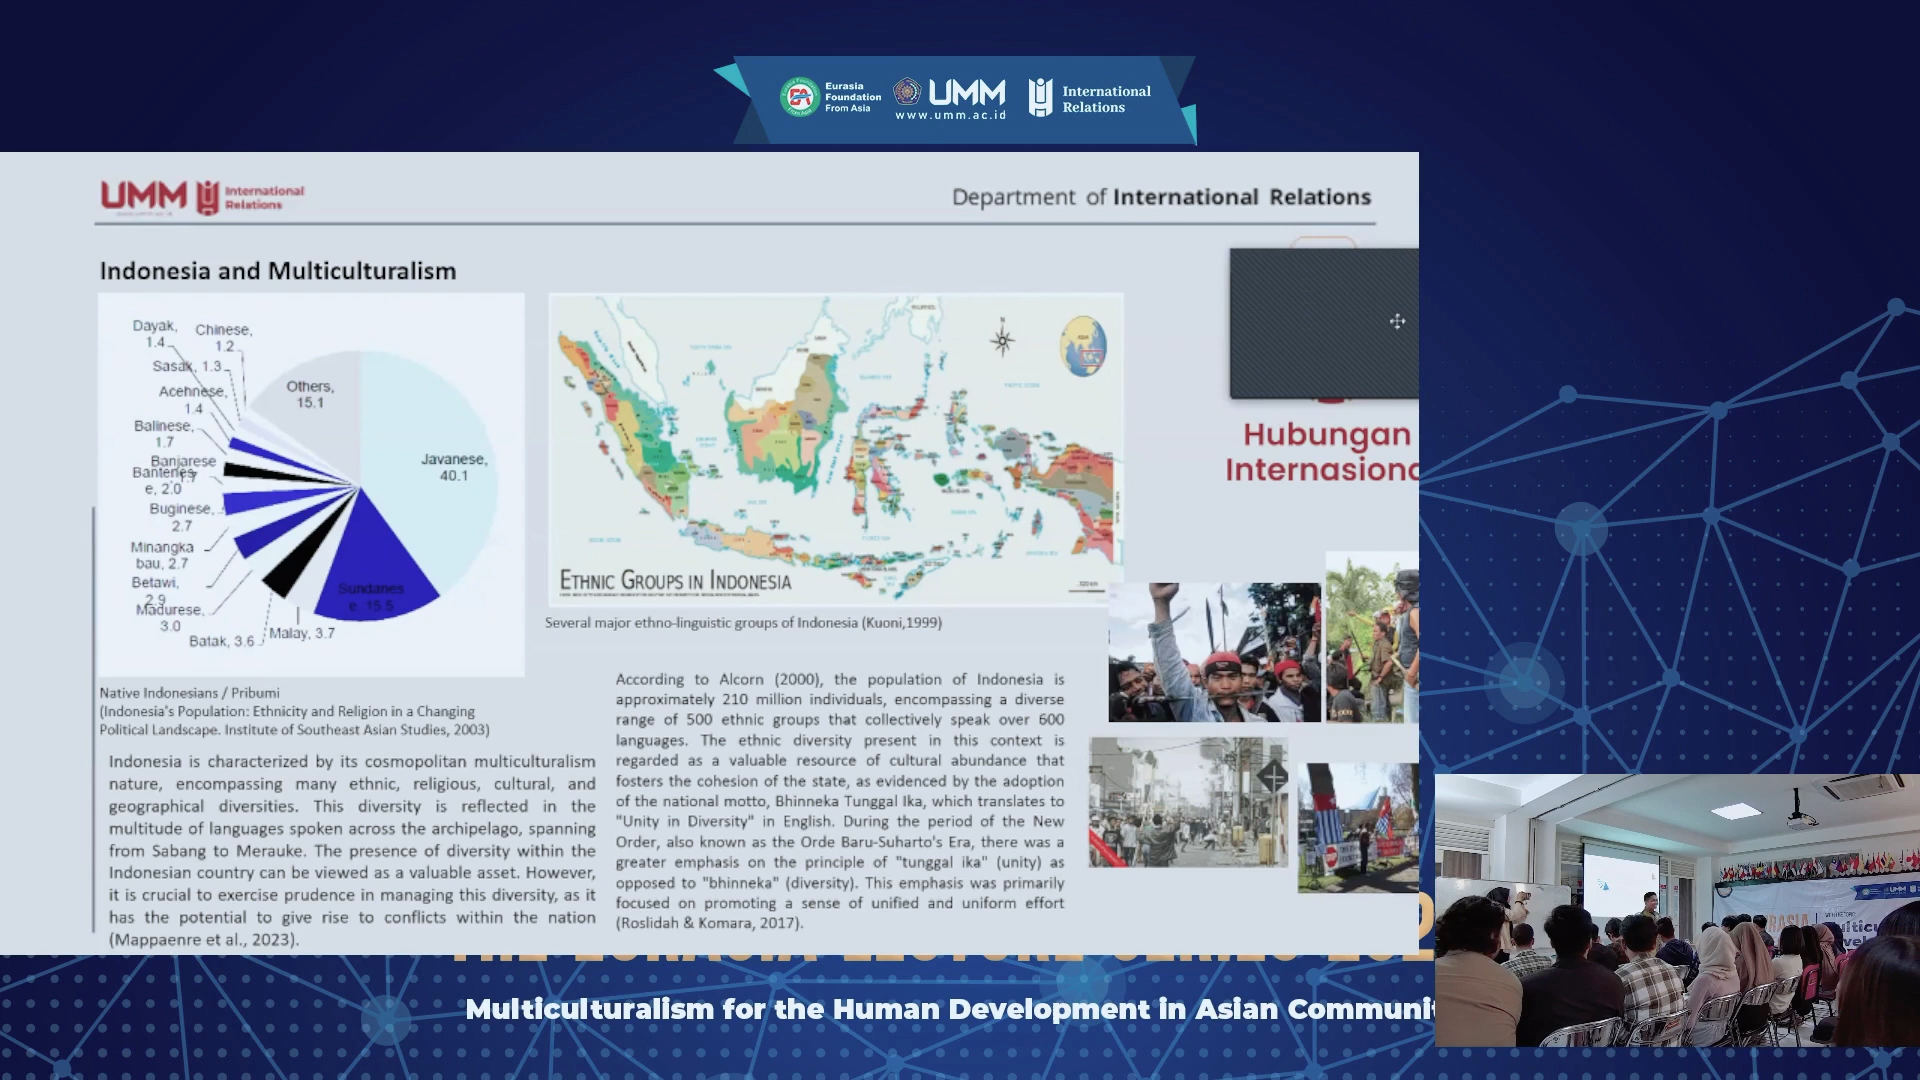 Eurasia
Foundation
From Asia
UMM
www.umm.ac.id
International
Relations
UMM
International
Relations
Department of International Relations
Indonesia and Multiculturalism
Dayak,
1.4
Chinese,
1.2
Sasak, 1.3
Acehnese,
1.4
Balinese,
1.7
Banjarese
1.7
Bantenes
e, 2.0
Buginese,
2.7
Minangka
bau, 2.7
Betawi,
2.9
Madurese,
3.0
Batak, 3.6
Malay, 3.7
Sundanes
e, 15.5
Javanese,
40.1
Others,
15.1
ETHNIC GROUPS IN INDONESIA
Several major ethno-linguistic groups of Indonesia (Kuoni,1999)
Hubungan
Internasiona
Native Indonesians / Pribumi
(Indonesia's Population: Ethnicity and Religion in a Changing
Political Landscape. Institute of Southeast Asian Studies, 2003)
Indonesia is characterized by its cosmopolitan multiculturalism
nature, encompassing many ethnic, religious, cultural, and
geographical diversities. This diversity is reflected in the
multitude of languages spoken across the archipelago, spanning
from Sabang to Merauke. The presence of diversity within the
Indonesian country can be viewed as a valuable asset. However,
it is crucial to exercise prudence in managing this diversity, as it
has the potential to give rise to conflicts within the nation
(Mappaenre et al., 2023).
According to Alcorn (2000), the population of Indonesia is
approximately 210 million individuals, encompassing a diverse
range of 500 ethnic groups that collectively speak over 600
languages. The ethnic diversity present in this context is
regarded as a valuable resource of cultural abundance that
fosters the cohesion of the state, as evidenced by the adoption
of the national motto, Bhinneka Tunggal Ika, which translates to
"Unity in Diversity" in English. During the period of the New
Order, also known as the Orde Baru-Suharto's Era, there was a
greater emphasis on the principle of "tunggal ika" (unity) as
opposed to "bhinneka" (diversity). This emphasis was primarily
focused on promoting a sense of unified and uniform effort
(Roslidah & Komara, 2017).
Multiculturalism for the Human Development in Asian Communi